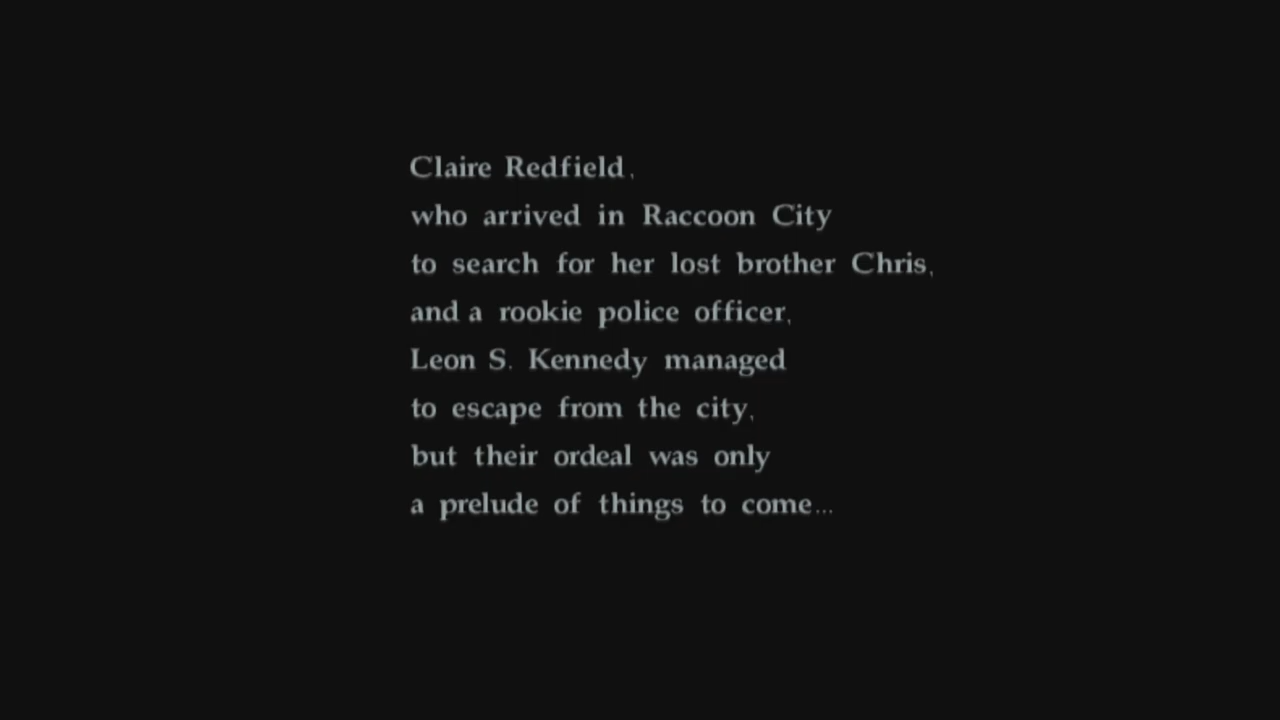 Claire Redfield,
who arrived in Raccoon City
to search for her lost brother Chris,
and a rookie police officer,
Leon S. Kennedy managed
to escape from the city,
but their ordeal was only
a prelude of things to come...